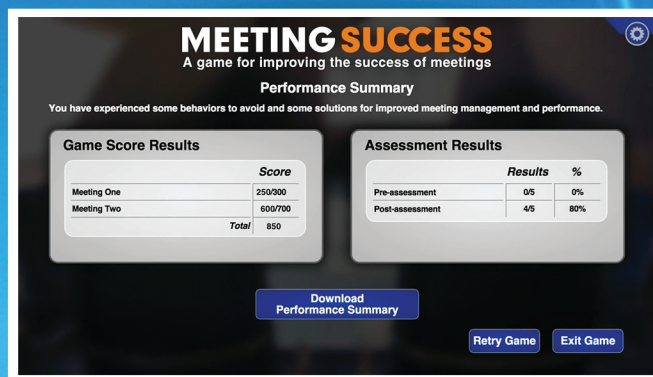 MEETING SUCCESS
A game for improving the success of meetings
Performance Summary
You have experienced some behaviors to avoid and some solutions for improved meeting management and performance.
Game Score Results
Score
Meeting One 250/300
Meeting Two 600/700
Total 850
Assessment Results
Results %
Pre-assessment 0/5 0%
Post-assessment 4/5 80%
Download
Performance Summary
Retry Game
Exit Game